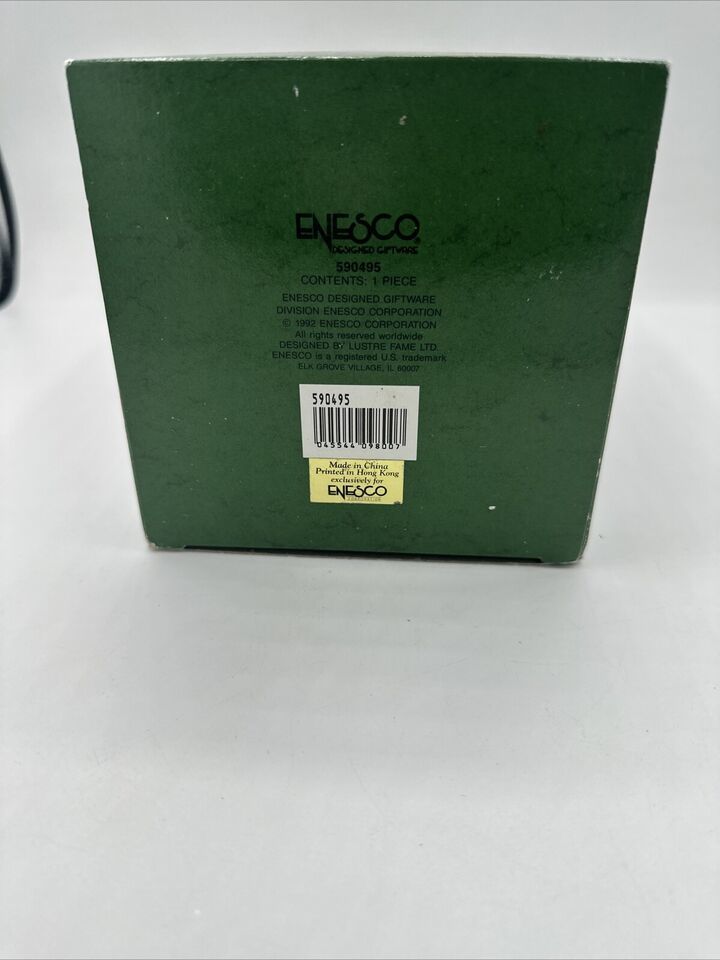 ENESCO®
DESIGNED GIFTWARE
590495
CONTENTS: 1 PIECE
ENESCO DESIGNED GIFTWARE
DIVISION ENESCO CORPORATION
© 1992 ENESCO CORPORATION
All rights reserved worldwide
DESIGNED BY LUSTRE FAME LTD.
ENESCO is a registered U.S. trademark
ELK GROVE VILLAGE, IL 60007
590495
045544 098007
Made in China
Printed in Hong Kong
exclusively for
ENESCO
CORPORATION